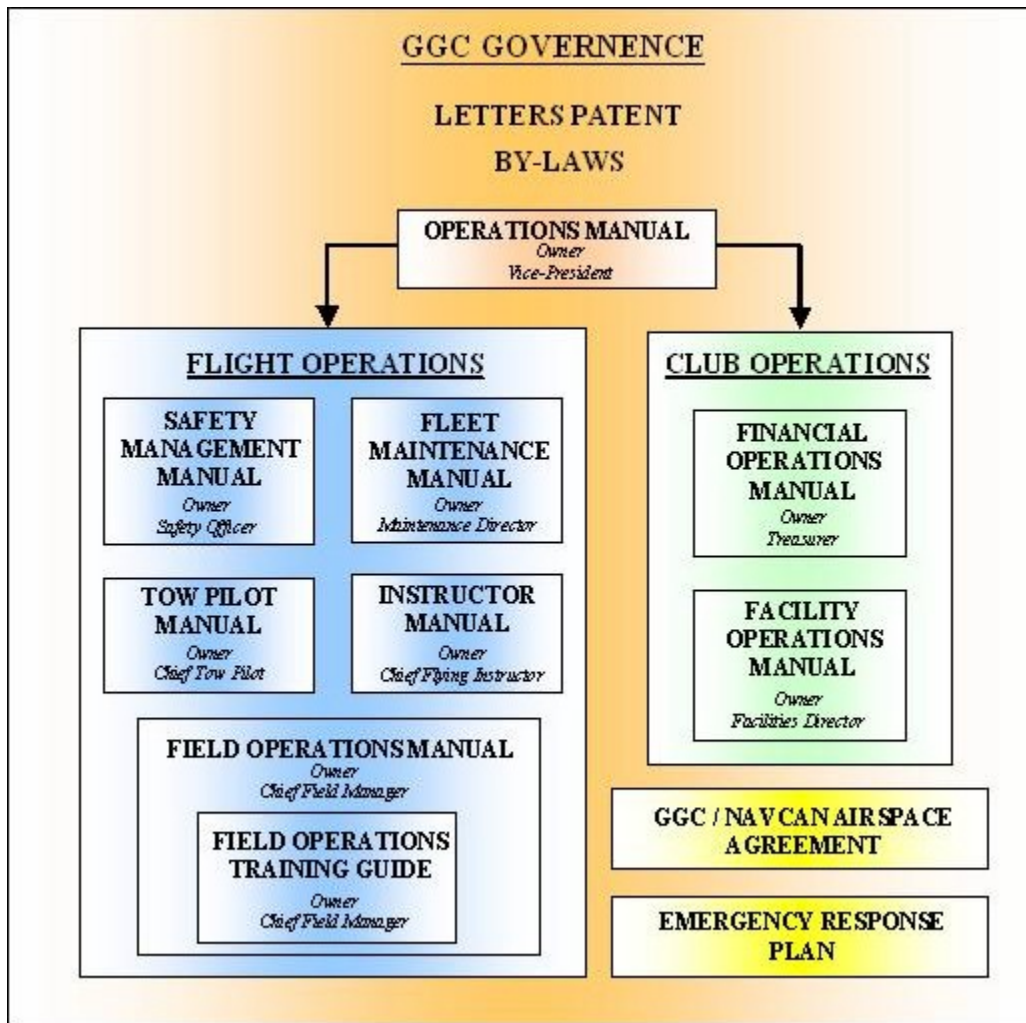 GGC GOVERNENCE
LETTERS PATENT
BY-LAWS
OPERATIONS MANUAL
Owner
Vice-President
FLIGHT OPERATIONS
SAFETY
MANAGEMENT
MANUAL
Owner
Safety Officer
FLEET
MAINTENANCE
MANUAL
Owner
Maintenance Director
TOW PILOT
MANUAL
Owner
Chief Tow Pilot
INSTRUCTOR
MANUAL
Owner
Chief Flying Instructor
FIELD OPERATIONS MANUAL
Owner
Chief Field Manager
FIELD OPERATIONS
TRAINING GUIDE
Owner
Chief Field Manager
CLUB OPERATIONS
FINANCIAL
OPERATIONS
MANUAL
Owner
Treasurer
FACILITY
OPERATIONS
MANUAL
Owner
Facilities Director
GGC / NAVCAN AIRSPACE
AGREEMENT
EMERGENCY RESPONSE
PLAN